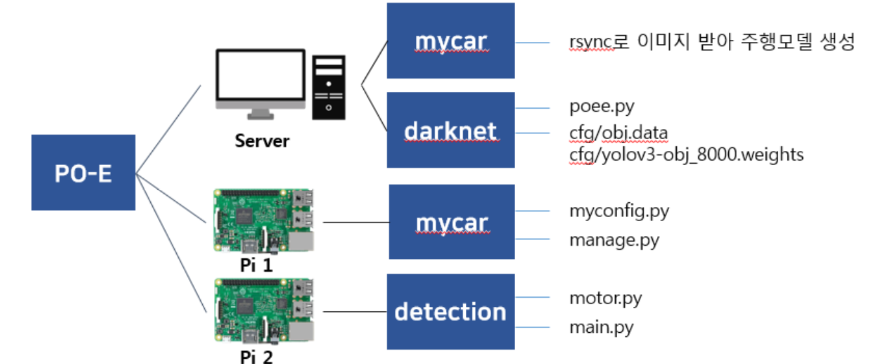 PO-E
Server
mycar
rsync로 이미지 받아 주행모델 생성
darknet
poee.py
cfg/obj.data
cfg/yolov3-obj_8000.weights
Pi 1
mycar
myconfig.py
manage.py
Pi 2
detection
motor.py
main.py